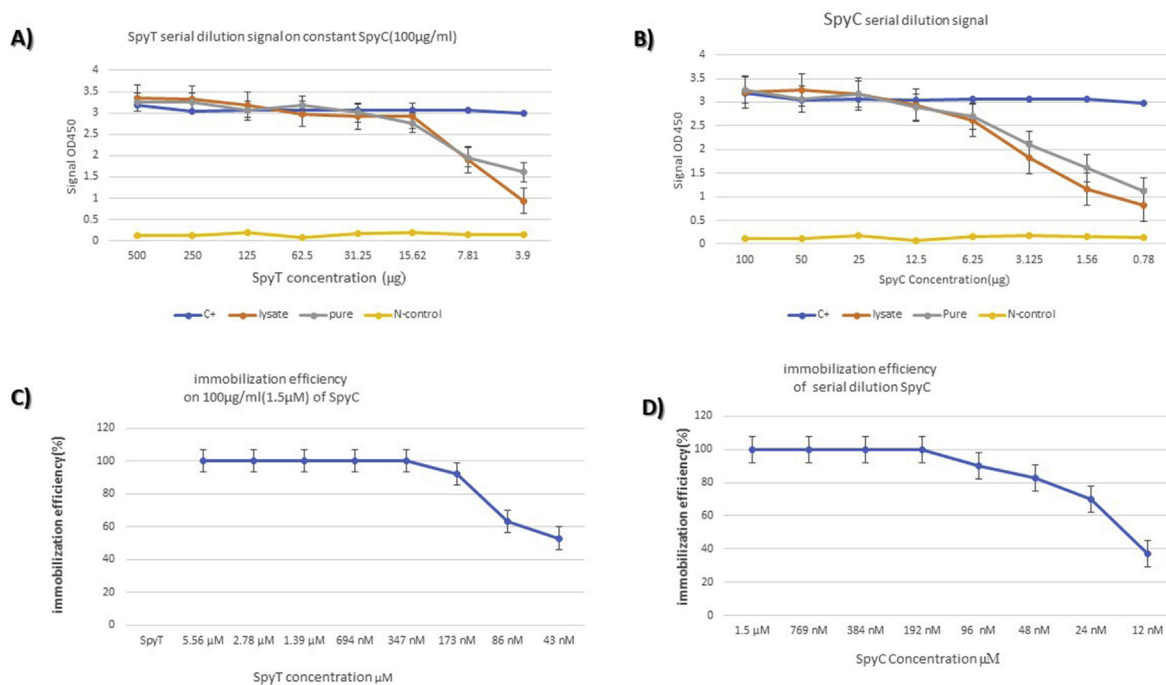 A)
SpyT serial dilution signal on constant SpyC(100µg/ml)
4
3.5
3
2.5
2
1.5
1
0.5
0
Signal OD450
500 250 125 62.5 31.25 15.62 7.81 3.9
SpyT concentration (µg)
C+ lysate pure N-control
B)
SpyC serial dilution signal
4
3.5
3
2.5
2
1.5
1
0.5
0
Signal OD450
100 50 25 12.5 6.25 3.125 1.56 0.78
SpyC Concentration(µg)
C+ lysate Pure N-control
C)
immobilization efficiency
on 100µg/ml(1.5µM) of SpyC
120
100
80
60
40
20
0
immobilization efficiency(%)
SpyT 5.56 µM 2.78 µM 1.39 µM 694 nM 347 nM 173 nM 86 nM 43 nM
SpyT concentration µM
D)
immobilization efficiency
of serial dilution SpyC
120
100
80
60
40
20
0
immobilization efficiency(%)
1.5 µM 769 nM 384 nM 192 nM 96 nM 48 nM 24 nM 12 nM
SpyC Concentration µM